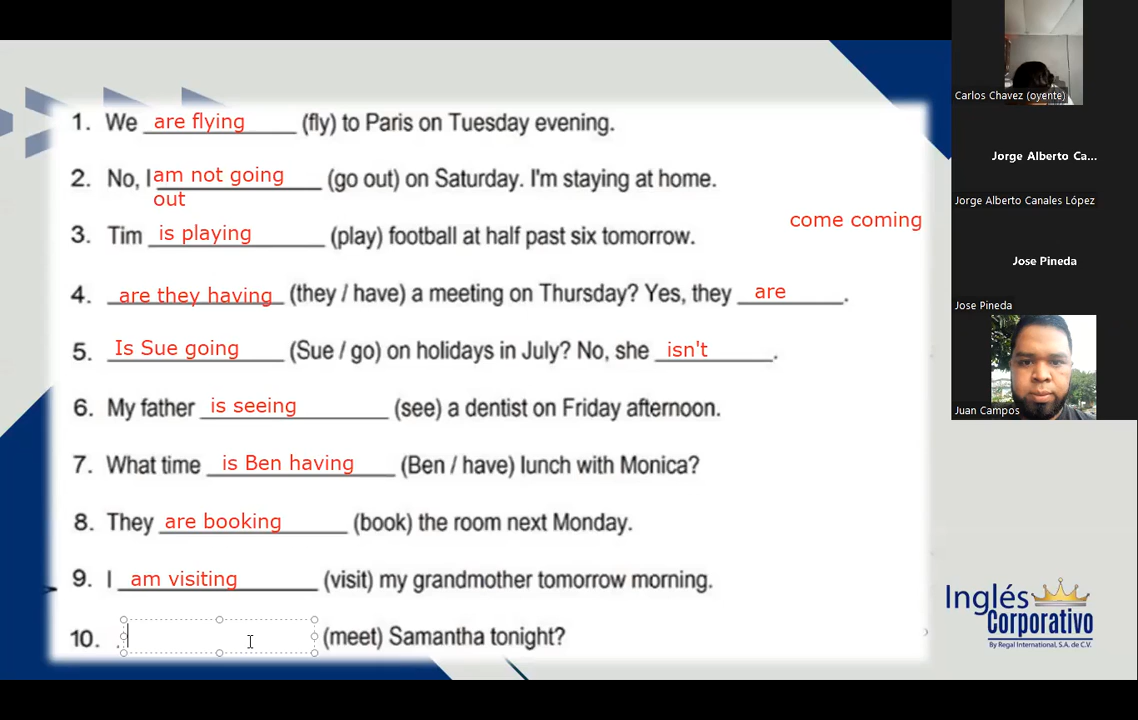 1. We are flying (fly) to Paris on Tuesday evening.
2. No, I am not going (go out) on Saturday. I'm staying at home.
out
come coming
3. Tim is playing (play) football at half past six tomorrow.
4. are they having (they / have) a meeting on Thursday? Yes, they are.
5. Is Sue going (Sue / go) on holidays in July? No, she isn't.
6. My father is seeing (see) a dentist on Friday afternoon.
7. What time is Ben having (Ben / have) lunch with Monica?
8. They are booking (book) the room next Monday.
9. I am visiting (visit) my grandmother tomorrow morning.
10. (meet) Samantha tonight?
Carlos Chavez (oyente)
Jorge Alberto Ca...
Jorge Alberto Canales López
Jose Pineda
Jose Pineda
Juan Campos
Inglés
Corporativo
By Regal International, S.A. de C.V.